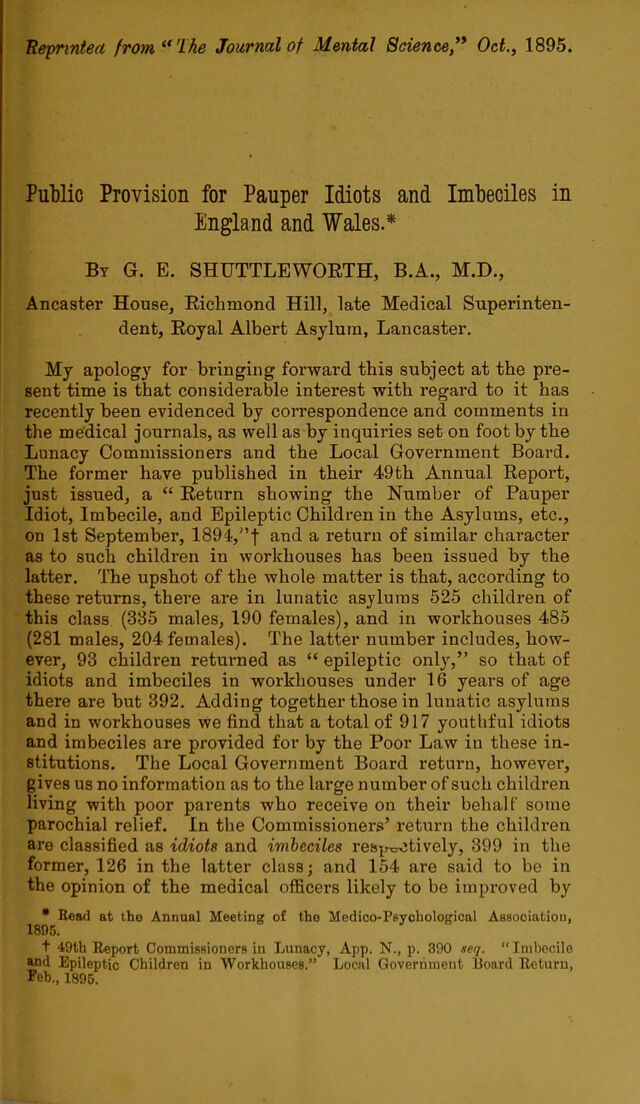 Reprinted from "The Journal of Mental Science," Oct., 1895.
Public Provision for Pauper Idiots and Imbeciles in
England and Wales.*
By G. E. SHUTTLEWORTH, B.A., M.D.,
Ancaster House, Richmond Hill, late Medical Superinten-
dent, Royal Albert Asylum, Lancaster.
My apology for bringing forward this subject at the pre-
sent time is that considerable interest with regard to it has
recently been evidenced by correspondence and comments in
the medical journals, as well as by inquiries set on foot by the
Lunacy Commissioners and the Local Government Board.
The former have published in their 49th Annual Report,
just issued, a " Return showing the Number of Pauper
Idiot, Imbecile, and Epileptic Children in the Asylums, etc.,
on 1st September, 1894,"† and a return of similar character
as to such children in workhouses has been issued by the
latter. The upshot of the whole matter is that, according to
these returns, there are in lunatic asylums 525 children of
this class (335 males, 190 females), and in workhouses 485
(281 males, 204 females). The latter number includes, how-
ever, 93 children returned as " epileptic only," so that of
idiots and imbeciles in workhouses under 16 years of age
there are but 392. Adding together those in lunatic asylums
and in workhouses we find that a total of 917 youthful idiots
and imbeciles are provided for by the Poor Law in these in-
stitutions. The Local Government Board return, however,
gives us no information as to the large number of such children
living with poor parents who receive on their behalf some
parochial relief. In the Commissioners' return the children
are classified as idiots and imbeciles respectively, 399 in the
former, 126 in the latter class; and 154 are said to be in
the opinion of the medical officers likely to be improved by
* Read at the Annual Meeting of the Medico-Psychological Association,
1895.
† 49th Report Commissioners in Lunacy, App. N., p. 390 seq. "Imbecile
and Epileptic Children in Workhouses." Local Government Board Return,
Feb., 1895.